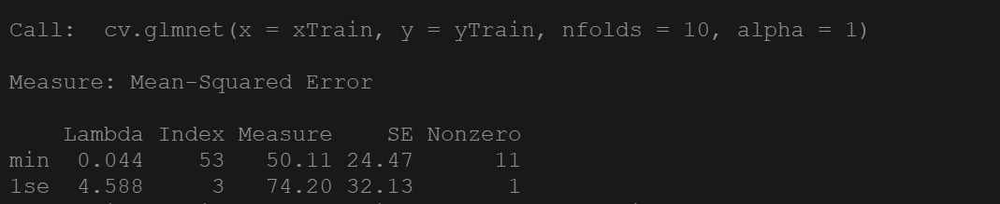 Call:  cv.glmnet(x = xTrain, y = yTrain, nfolds = 10, alpha = 1)
Measure: Mean-Squared Error
    Lambda Index Measure    SE Nonzero
min  0.044    53   50.11 24.47      11
1se  4.588     3   74.20 32.13       1